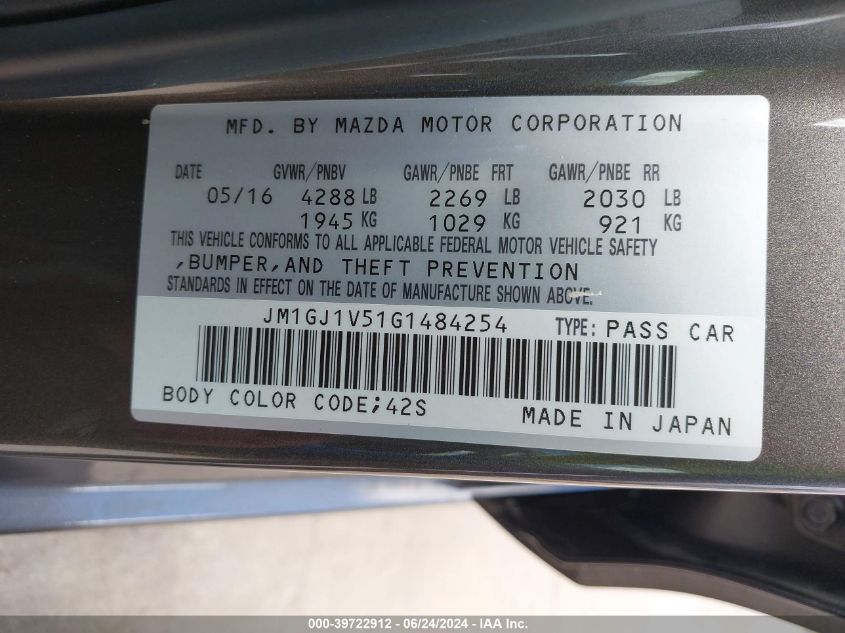 MFD. BY MAZDA MOTOR CORPORATION
DATE GVWR/PNBV GAWR/PNBE FRT GAWR/PNBE RR
05/16 4288 LB 2269 LB 2030 LB
1945 KG 1029 KG 921 KG
THIS VEHICLE CONFORMS TO ALL APPLICABLE FEDERAL MOTOR VEHICLE SAFETY
,BUMPER,AND THEFT PREVENTION
STANDARDS IN EFFECT ON THE DATE OF MANUFACTURE SHOWN ABOVE.
JM1GJ1V51G1484254 TYPE: PASS CAR
BODY COLOR CODE;42S MADE IN JAPAN
000-39722912 - 06/24/2024 - IAAI.COM